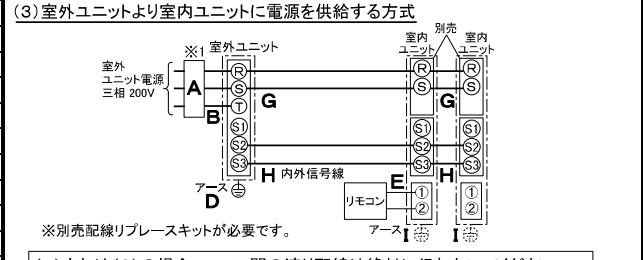 (3)室外ユニットより室内ユニットに電源を供給する方式
別売
※1 室外ユニット 室内ユニット 室内ユニット
室外ユニット電源
三相 200V
A
B
R
S
T
S1
S2
S3
G
R
S
G
R
S
S1
S2
S3
S1
S2
S3
H 内外信号線
H
アース
D
E
リモコン
①
②
①
②
アース I
I
※別売配線リプレースキットが必要です。